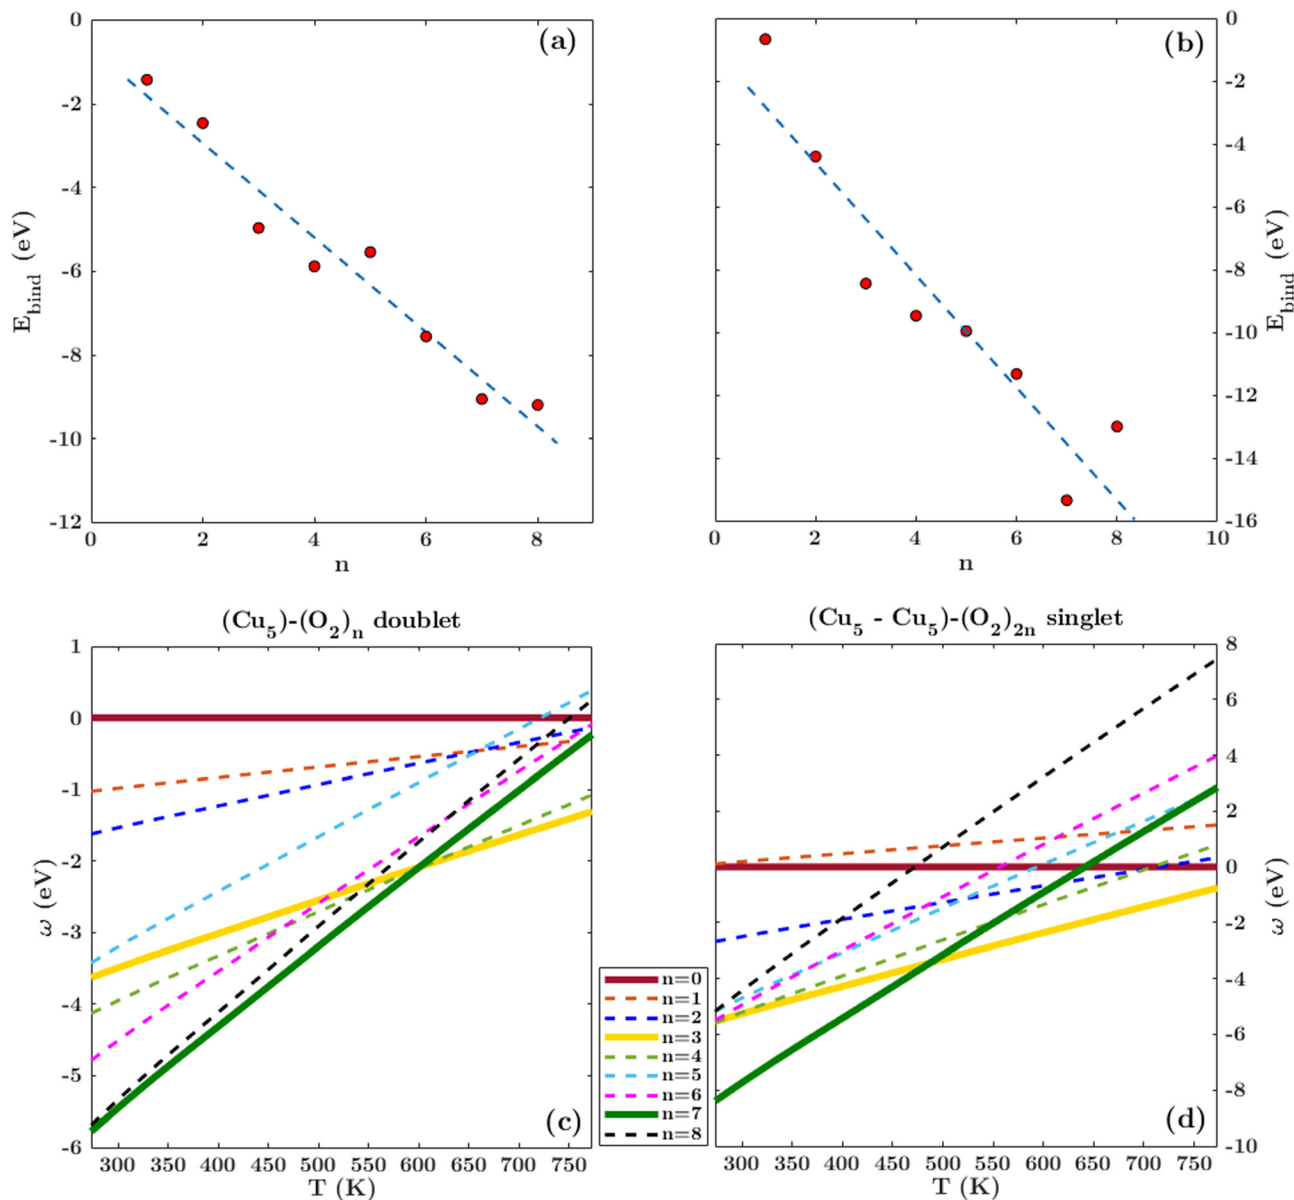 (a)
0
-2
-4
-6
-8
-10
-12
E_bind (eV)
0 2 4 6 8
n
(b)
0
-2
-4
-6
-8
-10
-12
-14
-16
E_bind (eV)
0 2 4 6 8 10
n
(Cu5)-(O2)n doublet
1
0
-1
-2
-3
-4
-5
-6
ω (eV)
(c)
300 350 400 450 500 550 600 650 700 750
T (K)
n=0
n=1
n=2
n=3
n=4
n=5
n=6
n=7
n=8
(Cu5 - Cu5)-(O2)2n singlet
8
6
4
2
0
-2
-4
-6
-8
-10
ω (eV)
(d)
300 350 400 450 500 550 600 650 700 750
T (K)